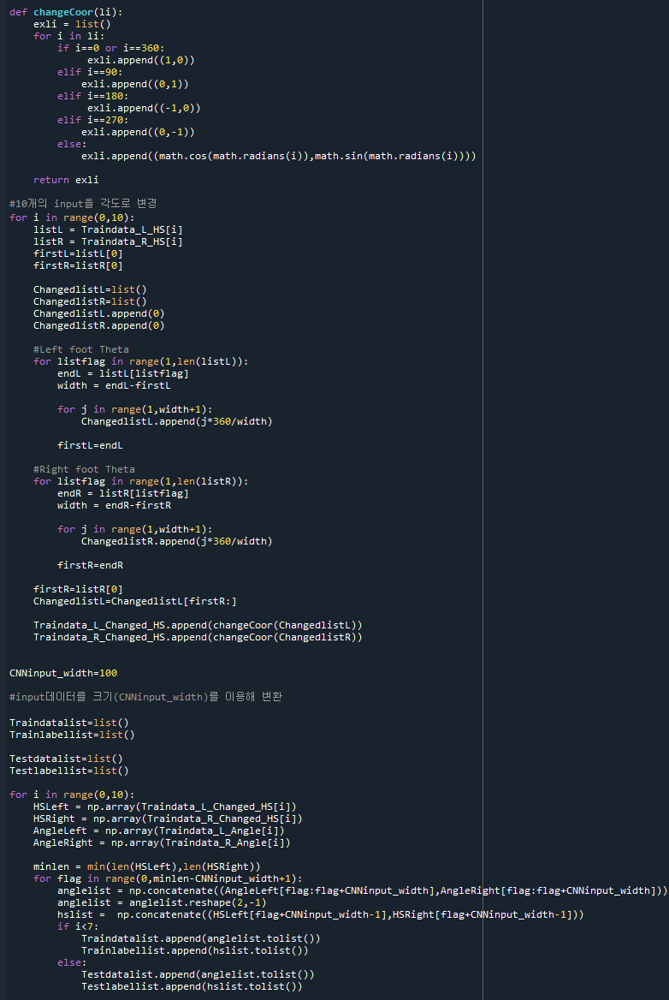 def changeCoor(li):
    exli = list()
    for i in li:
        if i==0 or i==360:
             exli.append((1,0))
        elif i==90:
            exli.append((0,1))
        elif i==180:
             exli.append((-1,0))
        elif i==270:
            exli.append((0,-1))
        else:
            exli.append((math.cos(math.radians(i)),math.sin(math.radians(i))))
    return exli
#10개의 input을 각도로 변경
for i in range(0,10):
    listL = Traindata_L_HS[i]
    listR = Traindata_R_HS[i]
    firstL=listL[0]
    firstR=listR[0]
    ChangedlistL=list()
    ChangedlistR=list()
    ChangedlistL.append(0)
    ChangedlistR.append(0)
    #Left foot Theta
    for listflag in range(1,len(listL)):
        endL = listL[listflag]
        width = endL-firstL
        for j in range(1,width+1):
            ChangedlistL.append(j*360/width)
        firstL=endL
    #Right foot Theta
    for listflag in range(1,len(listR)):
        endR = listR[listflag]
        width = endR-firstR
        for j in range(1,width+1):
            ChangedlistR.append(j*360/width)
        firstR=endR
    firstR=listR[0]
    ChangedlistL=ChangedlistL[firstR:]
    Traindata_L_Changed_HS.append(changeCoor(ChangedlistL))
    Traindata_R_Changed_HS.append(changeCoor(ChangedlistR))
CNNinput_width=100
#input데이터를 크기(CNNinput_width)를 이용해 변환
Traindatalist=list()
Trainlabellist=list()
Testdatalist=list()
Testlabellist=list()
for i in range(0,10):
    HSLeft = np.array(Traindata_L_Changed_HS[i])
    HSRight = np.array(Traindata_R_Changed_HS[i])
    AngleLeft = np.array(Traindata_L_Angle[i])
    AngleRight = np.array(Traindata_R_Angle[i])
    minlen = min(len(HSLeft),len(HSRight))
    for flag in range(0,minlen-CNNinput_width+1):
        anglelist = np.concatenate((AngleLeft[flag:flag+CNNinput_width],AngleRight[flag:flag+CNNinput_width]))
        anglelist = anglelist.reshape(2,-1)
        hslist =  np.concatenate((HSLeft[flag+CNNinput_width-1],HSRight[flag+CNNinput_width-1]))
        if i<7:
            Traindatalist.append(anglelist.tolist())
            Trainlabellist.append(hslist.tolist())
        else:
            Testdatalist.append(anglelist.tolist())
            Testlabellist.append(hslist.tolist())